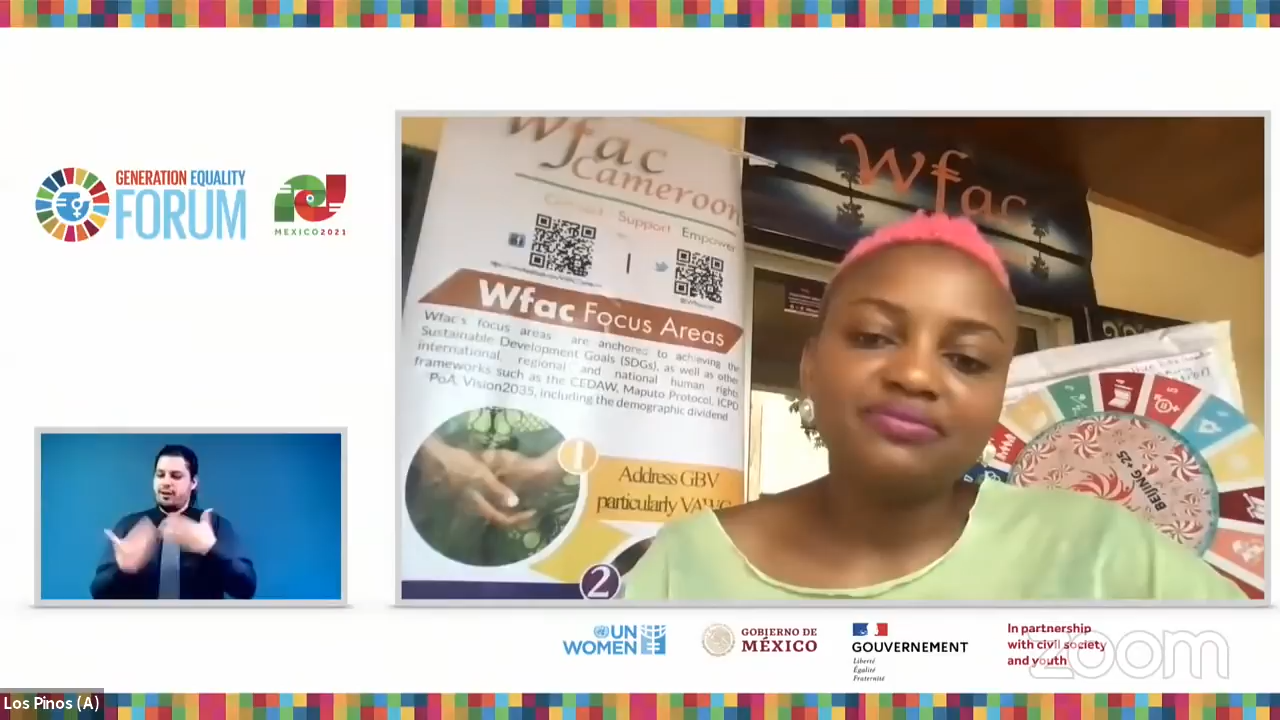 GENERATION EQUALITY
FORUM
MEXICO2021
Wfac
Cameroon
Support Empower
Wfac Focus Areas
Wfac's focus areas are anchored to achieving the
Sustainable Development Goals (SDGs), as well as other
international, regional and national human rights
frameworks such as the CEDAW, Maputo Protocol, ICPD
PoA, Vision2035, including the demographic dividend
1
Address GBV
particularly VAWG
2
Wfac
BEIJING +25
UN
WOMEN
GOBIERNO DE
MÉXICO
GOUVERNEMENT
Liberté
Égalité
Fraternité
In partnership
with civil society
and youth
zoom
Los Pinos (A)